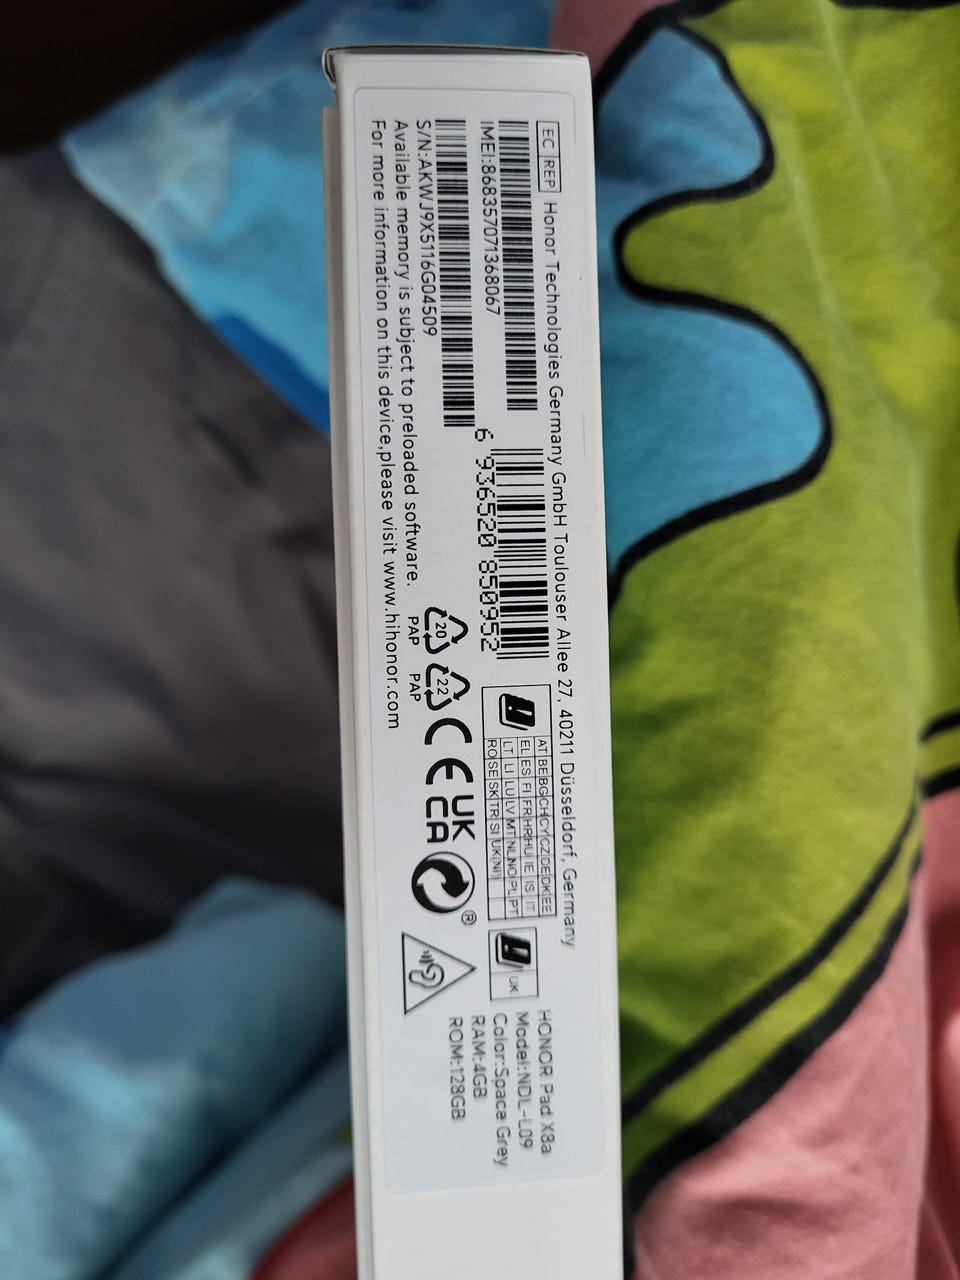 EC REP Honor Technologies Germany GmbH Toulouser Allee 27, 40211 Düsseldorf, Germany
IMEI:868357071368067
S/N:AKWJ9X5116G04509
Available memory is subject to preloaded software.
For more information on this device,please visit www.hihonor.com
6 936520 850952
20
PAP
22
PAP
CE
UK
CA
®
AT BE BG CH CY CZ DE DK EE
EL ES FI FR HR HU IE IS IT
LT LI LU LV MT NL NO PL PT
RO SE SK TR SI UK(NI)
UK
HONOR Pad X8a
Model:NDL-L09
Color:Space Grey
RAM:4GB
ROM:128GB